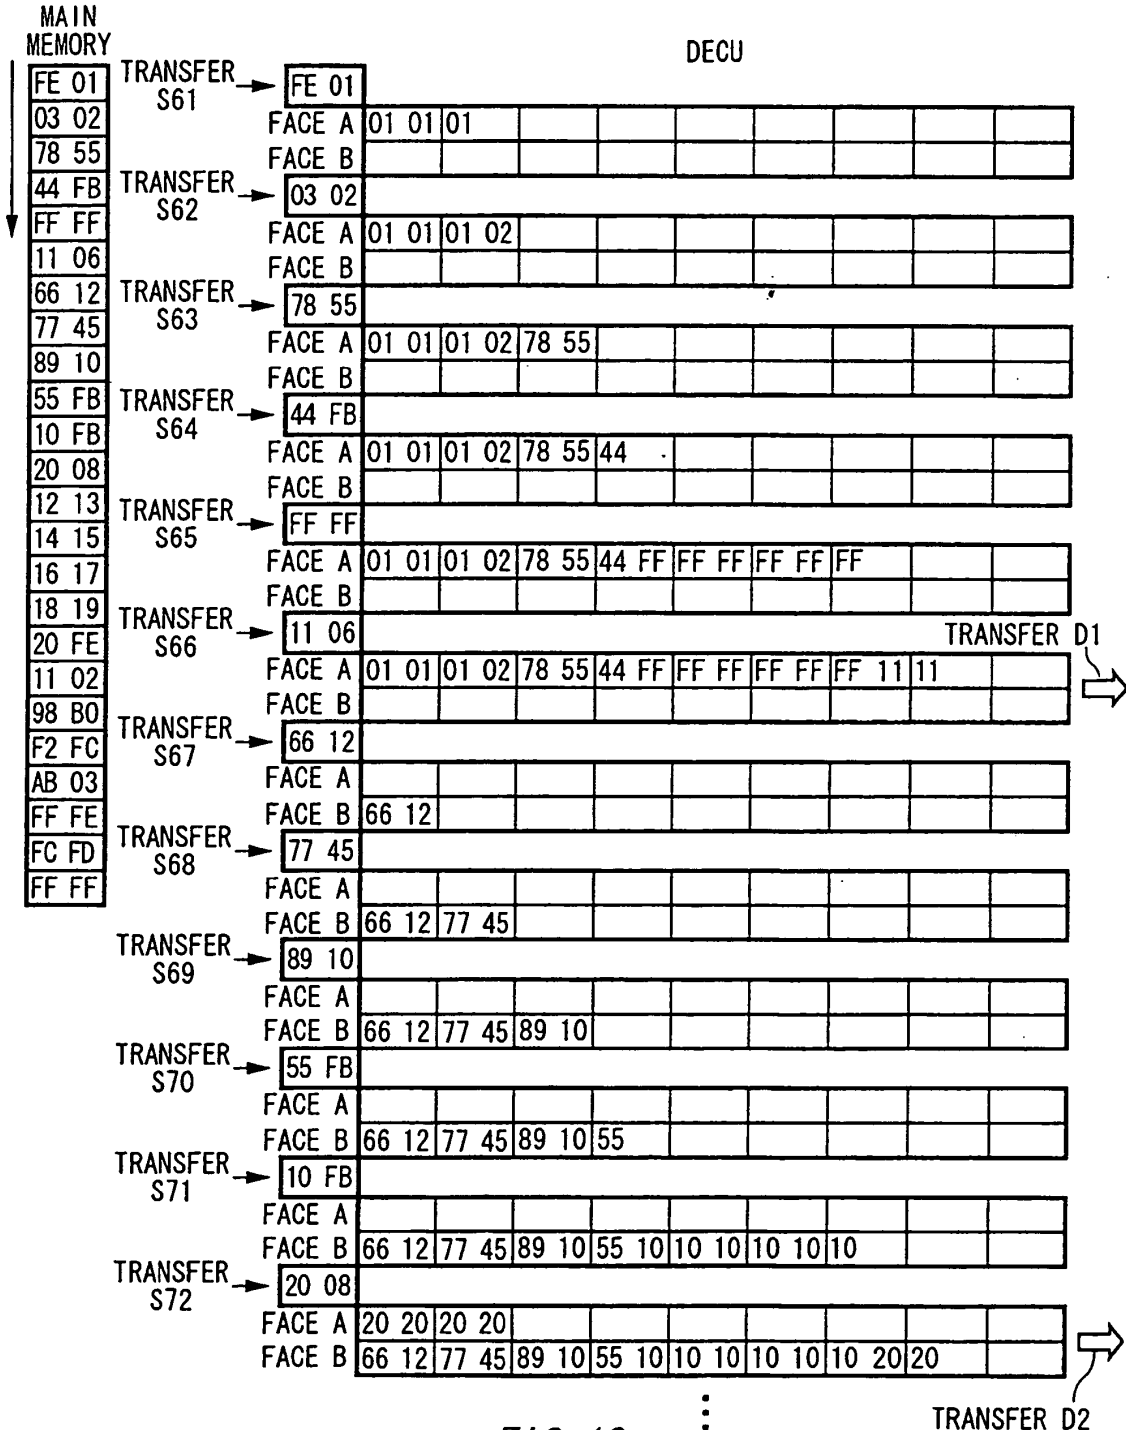 MAIN
MEMORY
FE 01
03 02
78 55
44 FB
FF FF
11 06
66 12
77 45
89 10
55 FB
10 FB
20 08
12 13
14 15
16 17
18 19
20 FE
11 02
98 B0
F2 FC
AB 03
FF FE
FC FD
FF FF
DECU
TRANSFER
S61
FE 01
FACE A 01 01 01
FACE B
TRANSFER
S62
03 02
FACE A 01 01 01 02
FACE B
TRANSFER
S63
78 55
FACE A 01 01 01 02 78 55
FACE B
TRANSFER
S64
44 FB
FACE A 01 01 01 02 78 55 44
FACE B
TRANSFER
S65
FF FF
FACE A 01 01 01 02 78 55 44 FF FF FF FF FF FF
FACE B
TRANSFER
S66
11 06
TRANSFER D1
FACE A 01 01 01 02 78 55 44 FF FF FF FF FF FF 11 11
FACE B
TRANSFER
S67
66 12
FACE A
FACE B 66 12
TRANSFER
S68
77 45
FACE A
FACE B 66 12 77 45
TRANSFER
S69
89 10
FACE A
FACE B 66 12 77 45 89 10
TRANSFER
S70
55 FB
FACE A
FACE B 66 12 77 45 89 10 55
TRANSFER
S71
10 FB
FACE A
FACE B 66 12 77 45 89 10 55 10 10 10 10 10 10
TRANSFER
S72
20 08
FACE A 20 20 20 20
FACE B 66 12 77 45 89 10 55 10 10 10 10 10 10 20 20
TRANSFER D2